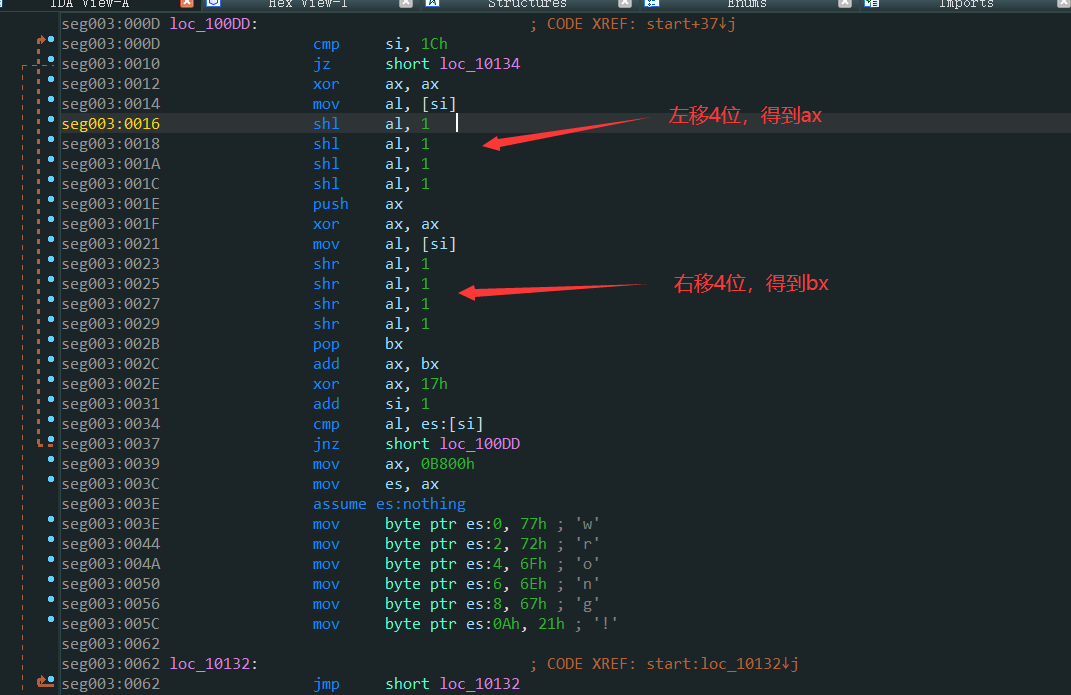 IDA View-A Hex View-1 Structures Enums Imports
seg003:000D loc_100DD: ; CODE XREF: start+37↓j
seg003:000D cmp si, 1Ch
seg003:0010 jz short loc_10134
seg003:0012 xor ax, ax
seg003:0014 mov al, [si]
seg003:0016 shl al, 1
左移4位，得到ax
seg003:0018 shl al, 1
seg003:001A shl al, 1
seg003:001C shl al, 1
seg003:001E push ax
seg003:001F xor ax, ax
seg003:0021 mov al, [si]
seg003:0023 shr al, 1
seg003:0025 shr al, 1
右移4位，得到bx
seg003:0027 shr al, 1
seg003:0029 shr al, 1
seg003:002B pop bx
seg003:002C add ax, bx
seg003:002E xor ax, 17h
seg003:0031 add si, 1
seg003:0034 cmp al, es:[si]
seg003:0037 jnz short loc_100DD
seg003:0039 mov ax, 0B800h
seg003:003C mov es, ax
seg003:003E assume es:nothing
seg003:003E mov byte ptr es:0, 77h ; 'w'
seg003:0044 mov byte ptr es:2, 72h ; 'r'
seg003:004A mov byte ptr es:4, 6Fh ; 'o'
seg003:0050 mov byte ptr es:6, 6Eh ; 'n'
seg003:0056 mov byte ptr es:8, 67h ; 'g'
seg003:005C mov byte ptr es:0Ah, 21h ; '!'
seg003:0062
seg003:0062 loc_10132: ; CODE XREF: start:loc_10132↓j
seg003:0062 jmp short loc_10132